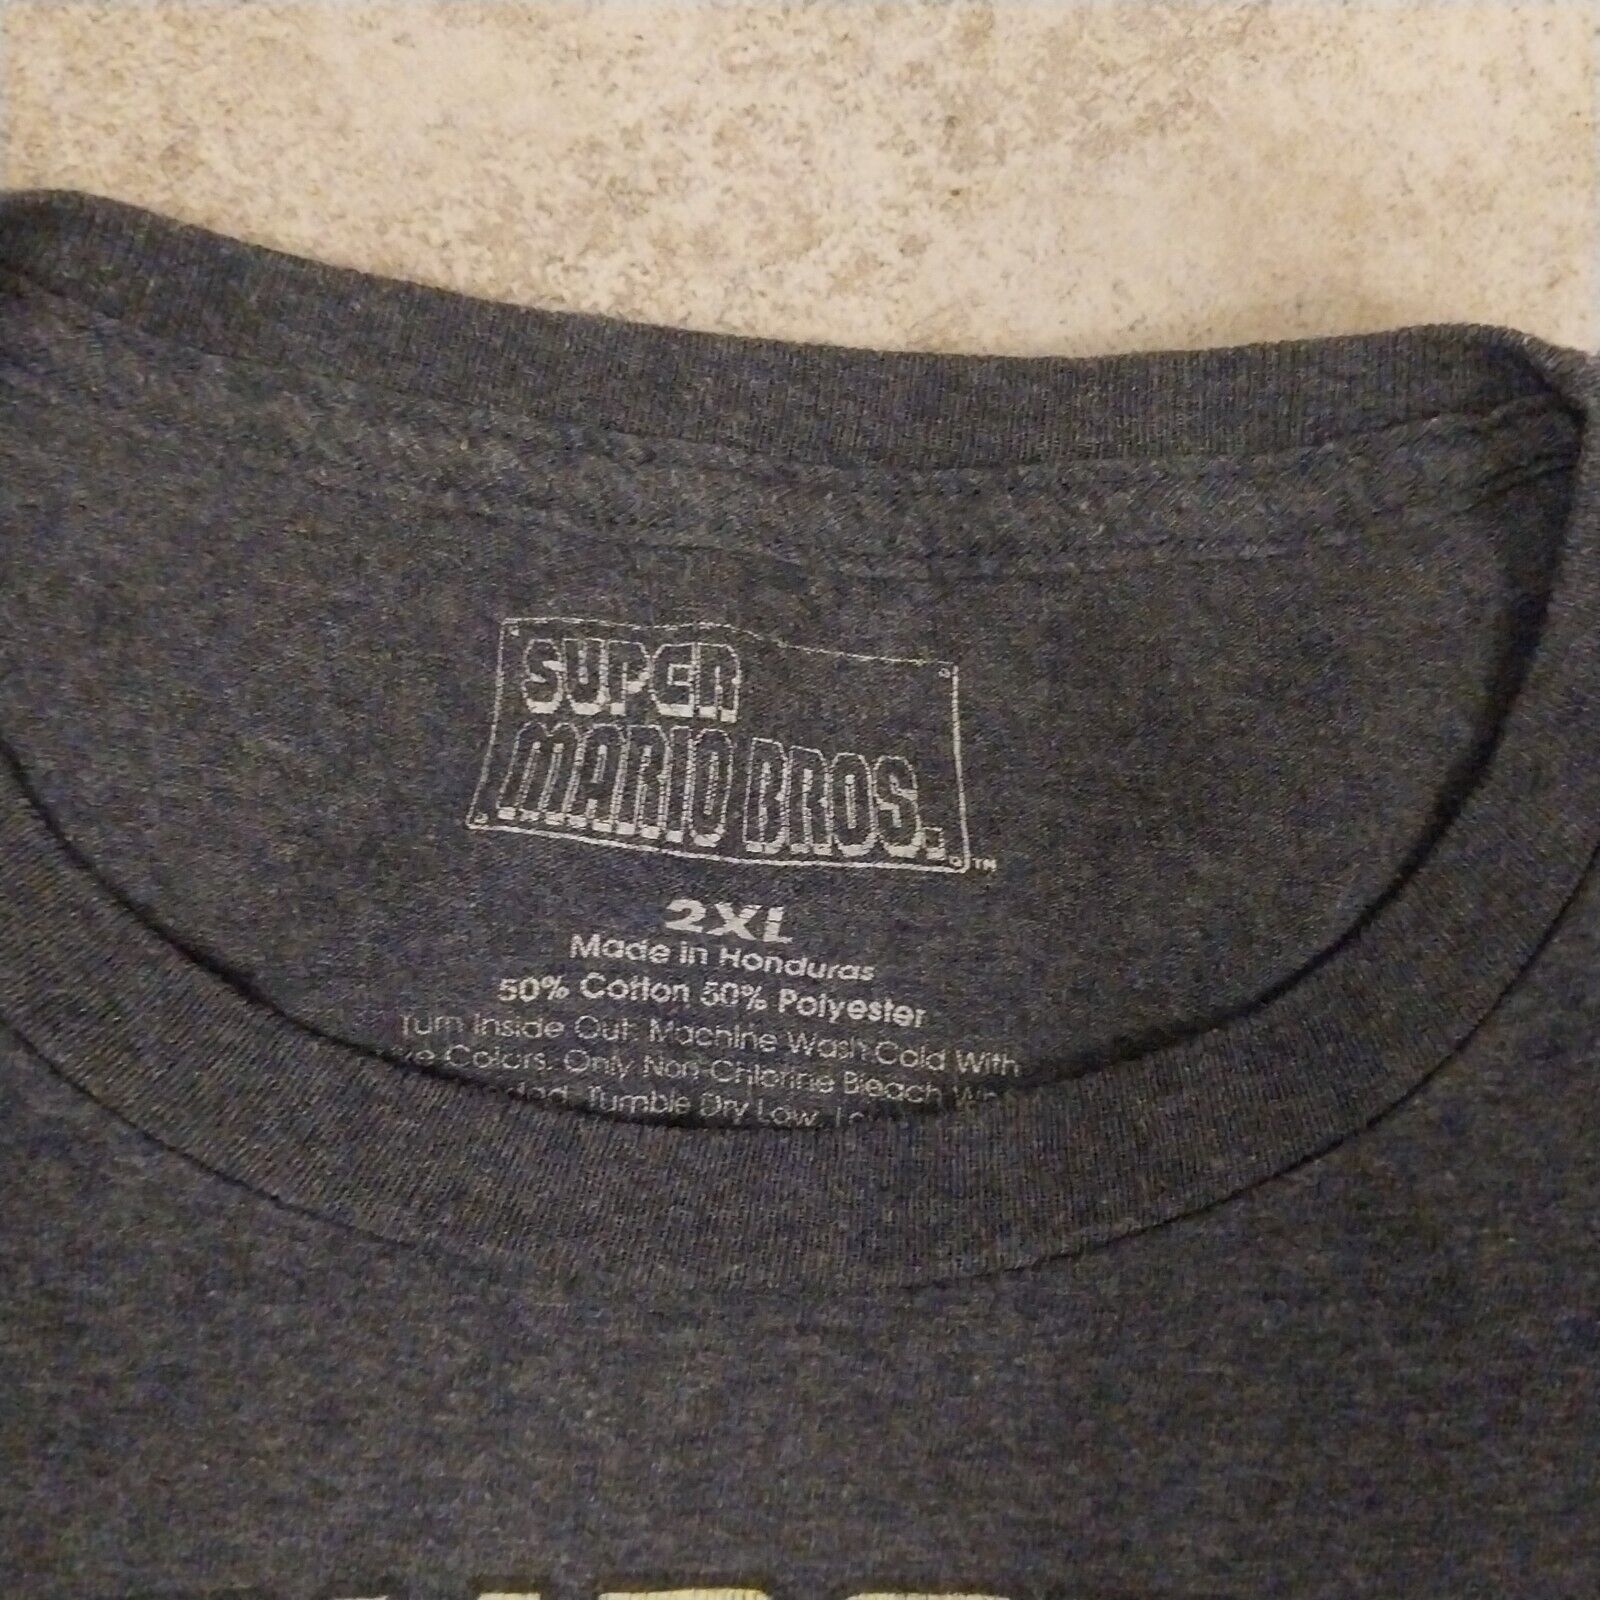 SUPER
MARIO BROS.
TM
2XL
Made in Honduras
50% Cotton 50% Polyester
Turn Inside Out. Machine Wash Cold With
Colors. Only Non-Chlorine Bleach
Tumble Dry Low.